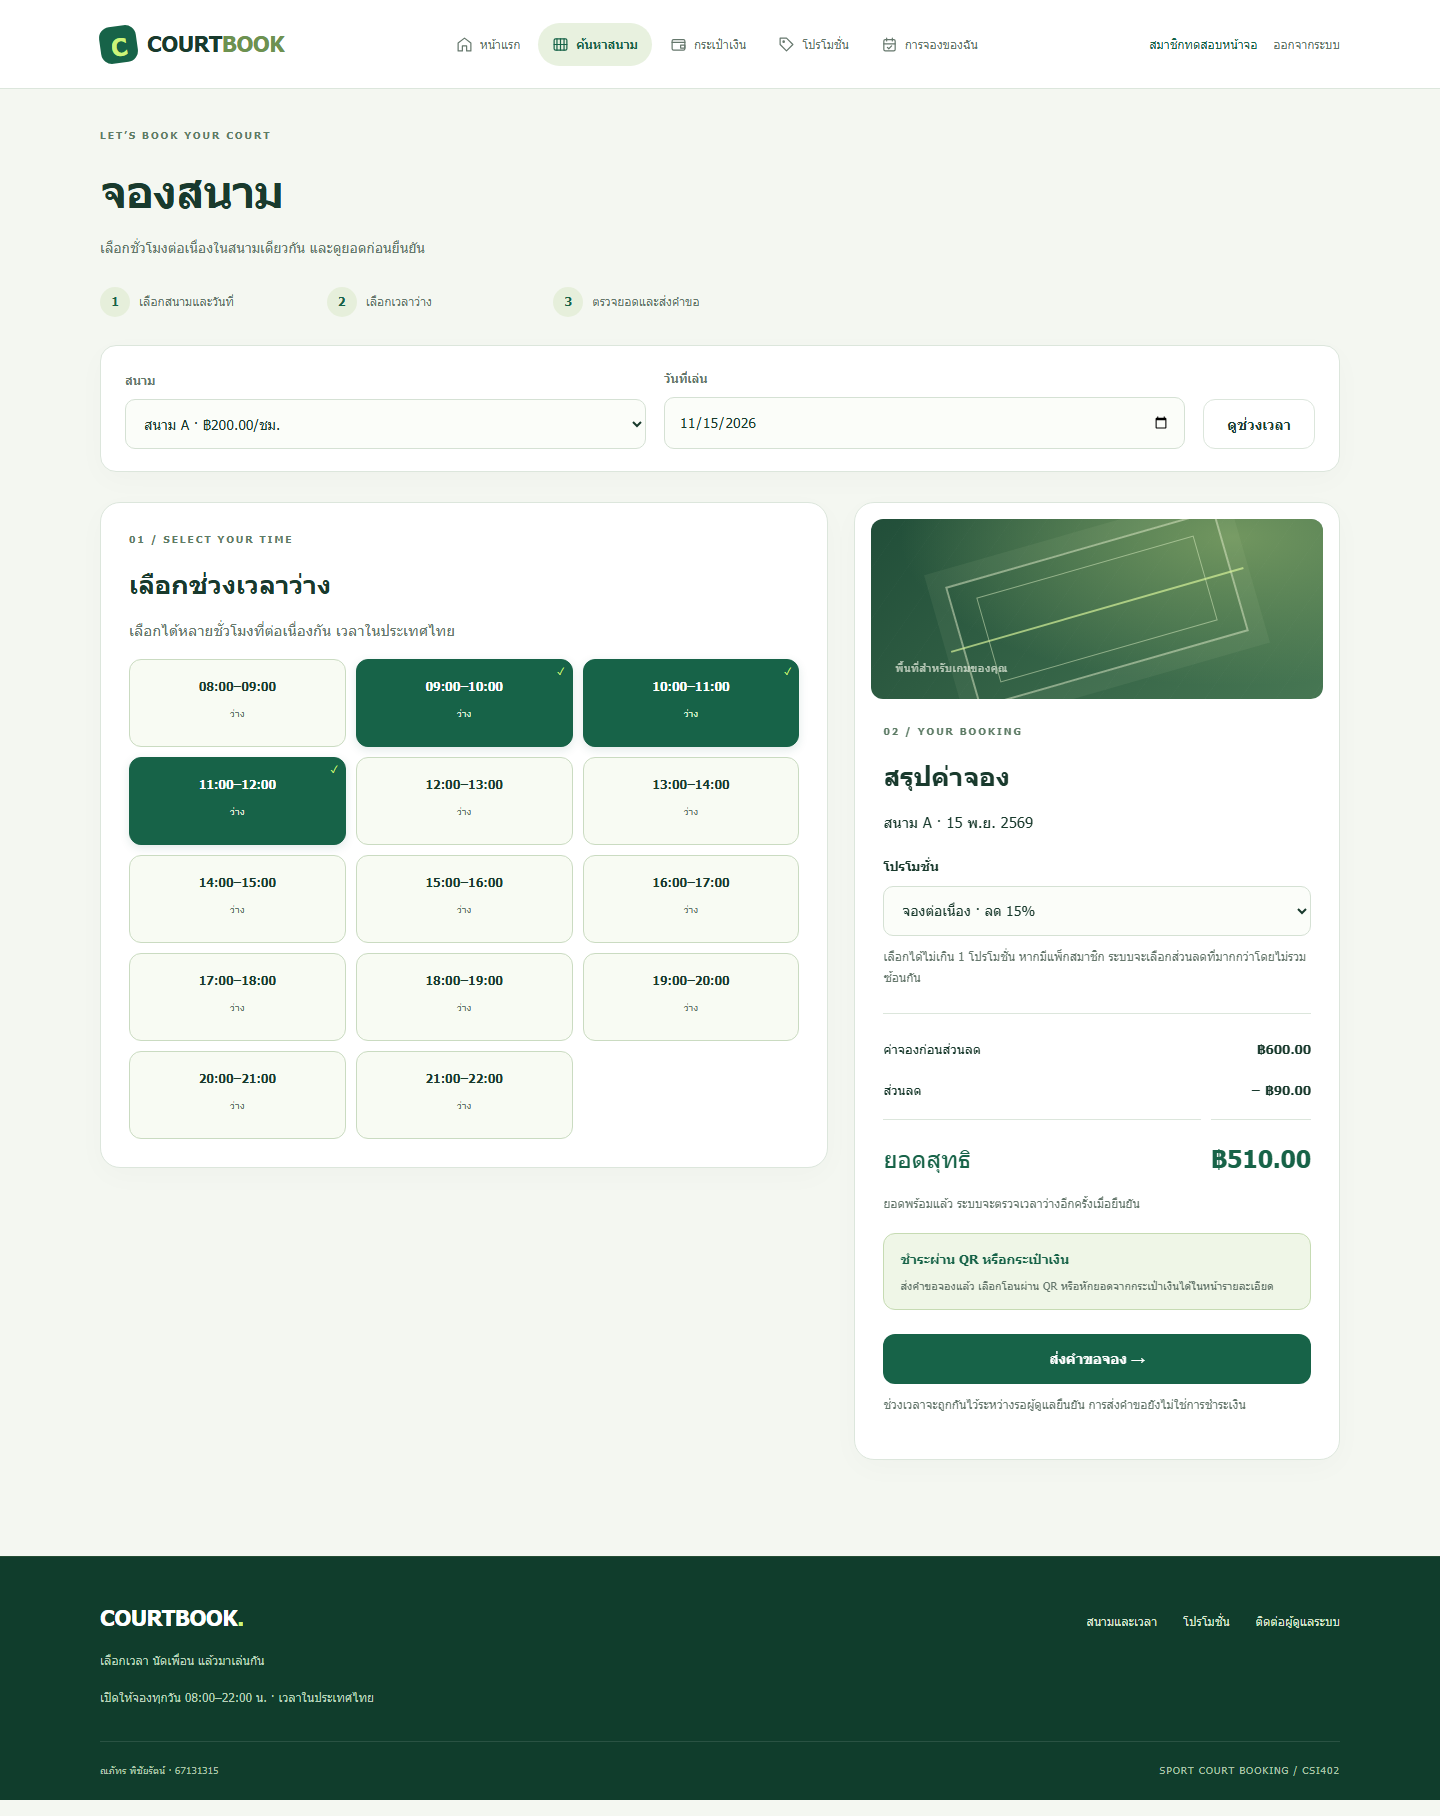 C COURTBOOK
หน้าแรก
ค้นหาสนาม
กระเป๋าเงิน
โปรโมชั่น
การจองของฉัน
สมาชิกทดสอบหน้าจอ
ออกจากระบบ
LET'S BOOK YOUR COURT
จองสนาม
เลือกชั่วโมงต่อเนื่องในสนามเดียวกัน และดูยอดก่อนยืนยัน
1 เลือกสนามและวันที่
2 เลือกเวลาว่าง
3 ตรวจยอดและส่งคำขอ
สนาม
สนาม A · ฿200.00/ชม.
วันที่เล่น
11/15/2026
ดูช่วงเวลา
01 / SELECT YOUR TIME
เลือกช่วงเวลาว่าง
เลือกได้หลายชั่วโมงที่ต่อเนื่องกัน เวลาในประเทศไทย
08:00–09:00
ว่าง
09:00–10:00 ✓
ว่าง
10:00–11:00 ✓
ว่าง
11:00–12:00 ✓
ว่าง
12:00–13:00
ว่าง
13:00–14:00
ว่าง
14:00–15:00
ว่าง
15:00–16:00
ว่าง
16:00–17:00
ว่าง
17:00–18:00
ว่าง
18:00–19:00
ว่าง
19:00–20:00
ว่าง
20:00–21:00
ว่าง
21:00–22:00
ว่าง
พื้นที่สำหรับเกมของคุณ
02 / YOUR BOOKING
สรุปค่าจอง
สนาม A · 15 พ.ย. 2569
โปรโมชั่น
จองต่อเนื่อง · ลด 15%
เลือกได้ไม่เกิน 1 โปรโมชั่น หากมีแพ็กสมาชิก ระบบจะเลือกส่วนลดที่มากกว่าโดยไม่รวม
ซ้อนกัน
ค่าจองก่อนส่วนลด ฿600.00
ส่วนลด − ฿90.00
ยอดสุทธิ ฿510.00
ยอดพร้อมแล้ว ระบบจะตรวจเวลาว่างอีกครั้งเมื่อยืนยัน
ชำระผ่าน QR หรือกระเป๋าเงิน
ส่งคำขอจองแล้ว เลือกโอนผ่าน QR หรือหักยอดจากกระเป๋าเงินได้ในหน้ารายละเอียด
ส่งคำขอจอง →
ช่วงเวลาจะถูกกันไว้ระหว่างรอผู้ดูแลยืนยัน การส่งคำขอยังไม่ใช่การชำระเงิน
COURTBOOK.
สนามและเวลา
โปรโมชั่น
ติดต่อผู้ดูแลระบบ
เลือกเวลา นัดเพื่อน แล้วมาเล่นกัน
เปิดให้จองทุกวัน 08:00–22:00 น. · เวลาในประเทศไทย
ณภัทร พิชัยรัตน์ · 67131315
SPORT COURT BOOKING / CSI402